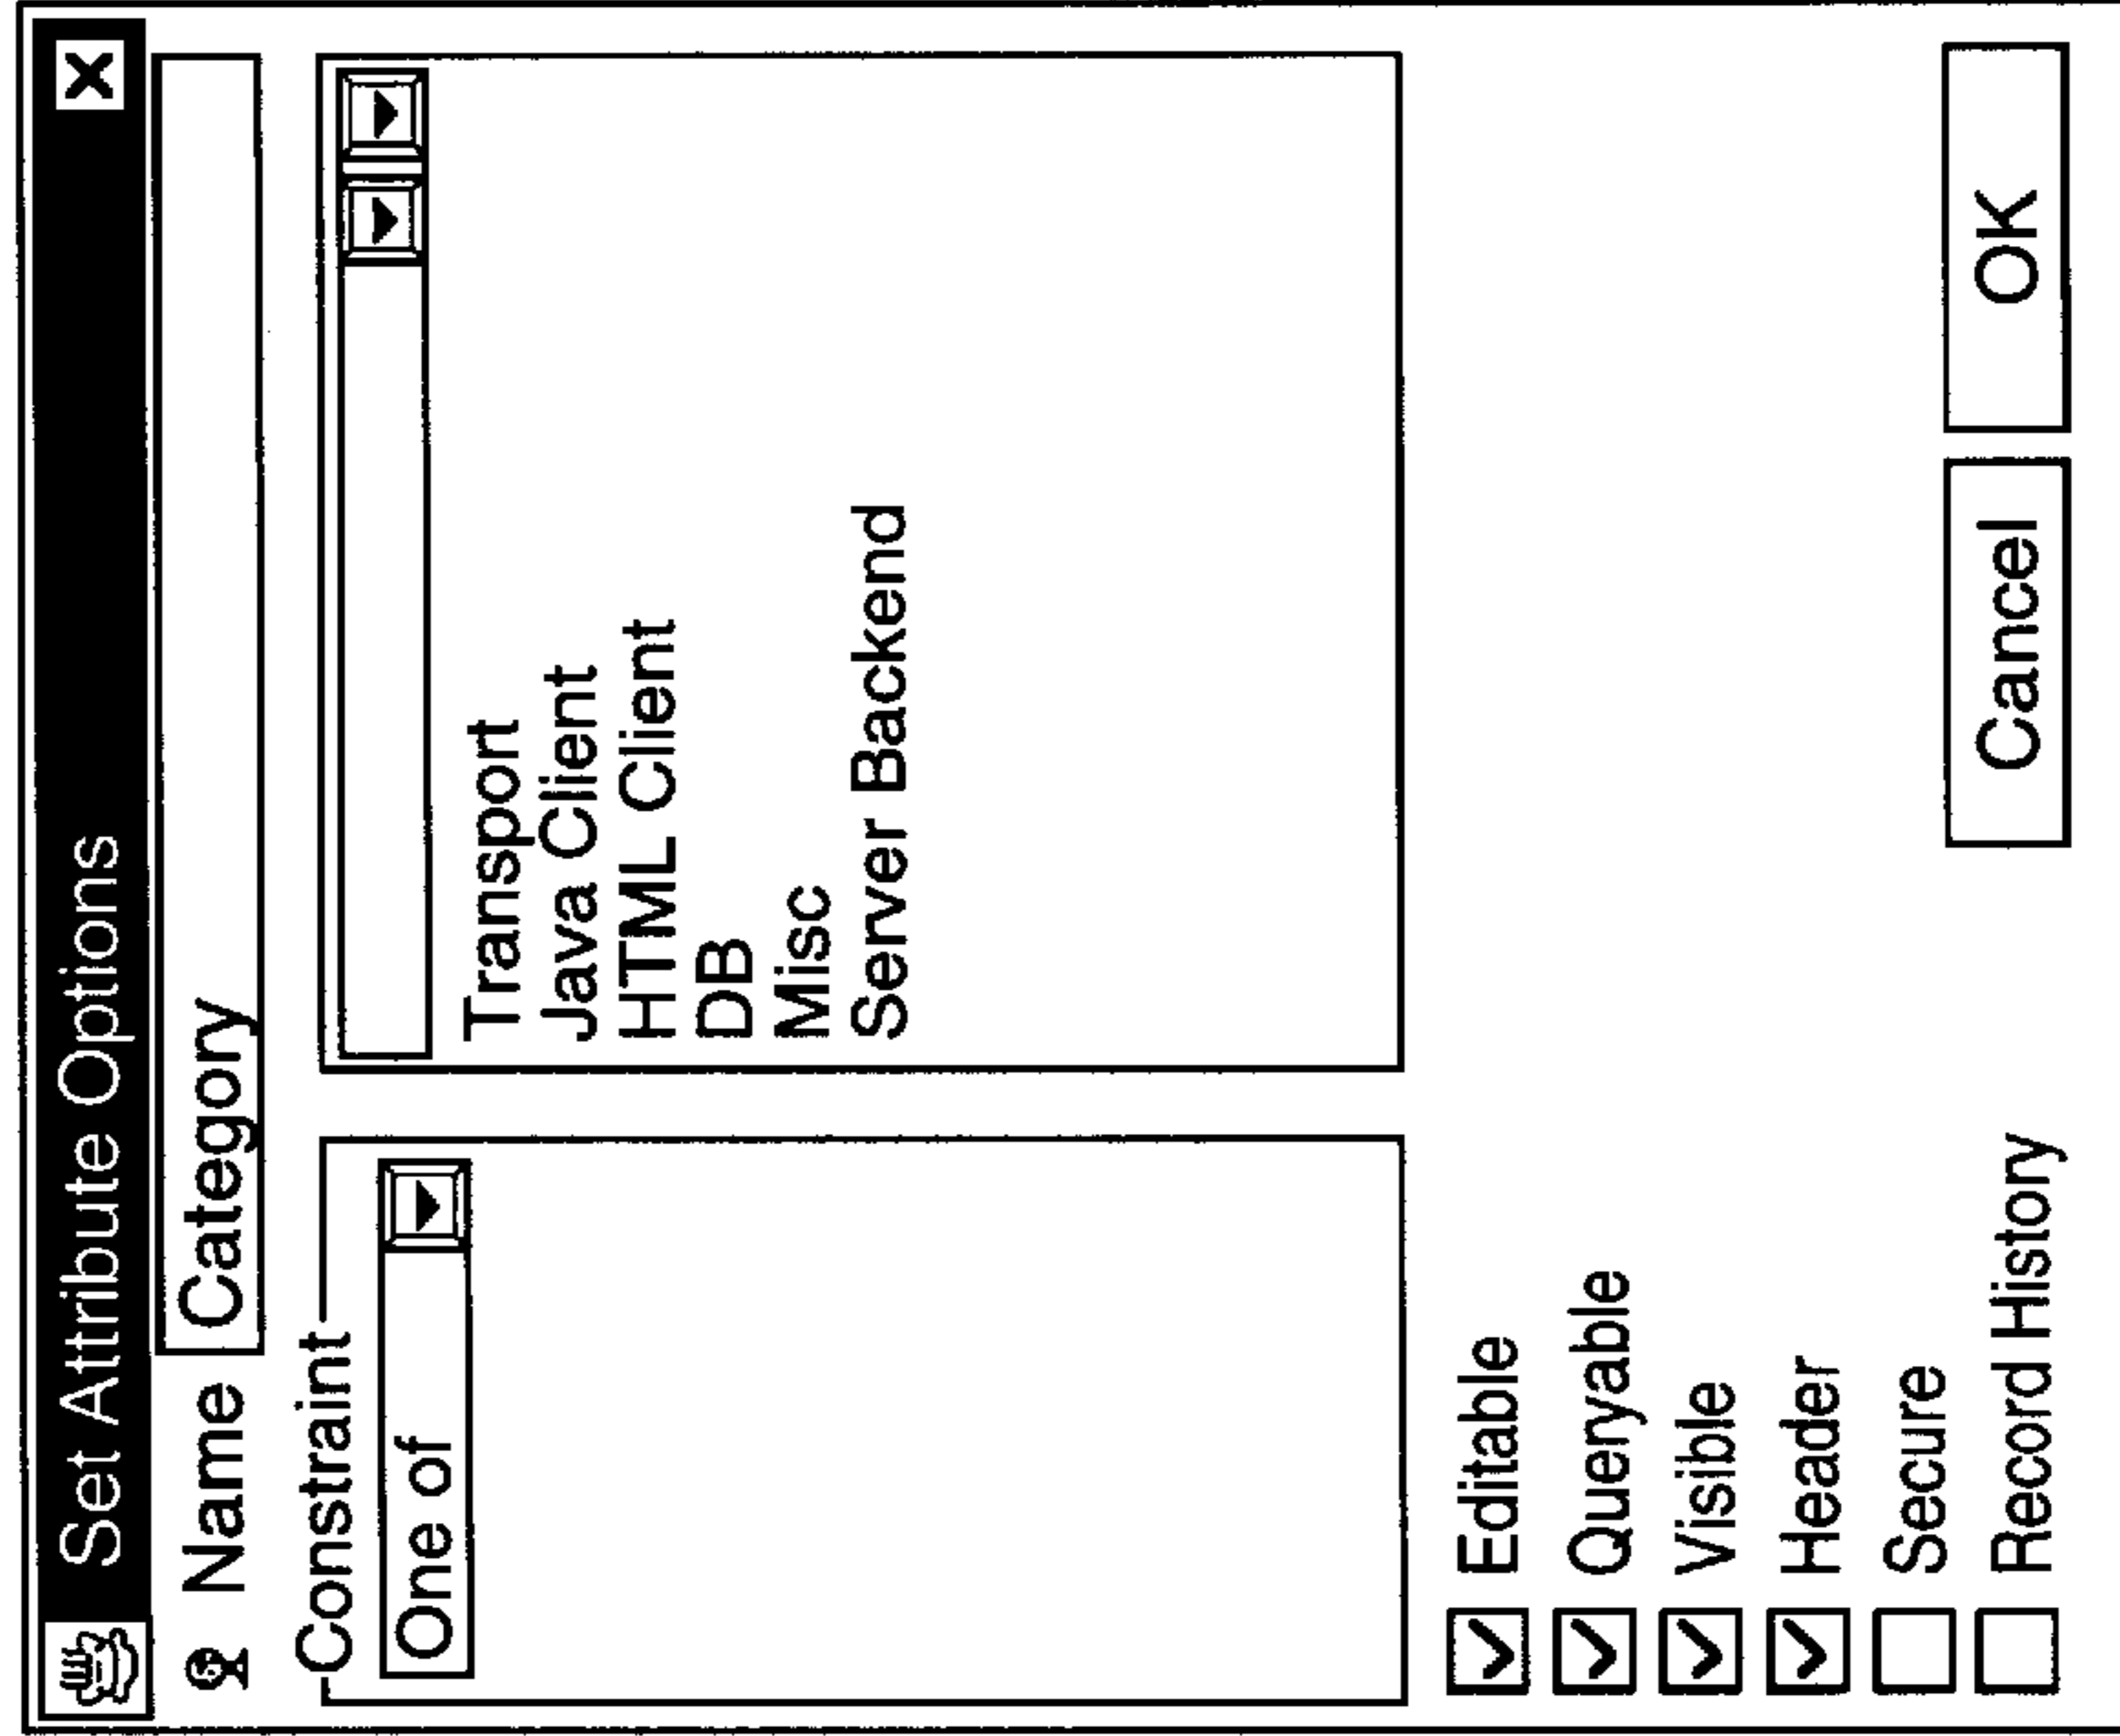 Set Attribute Options
Name Category
Constraint
One of
Transport
Java Client
HTML Client
DB
Misc
Server Backend
Editable
Queryable
Visible
Header
Secure
Record History
Cancel
OK